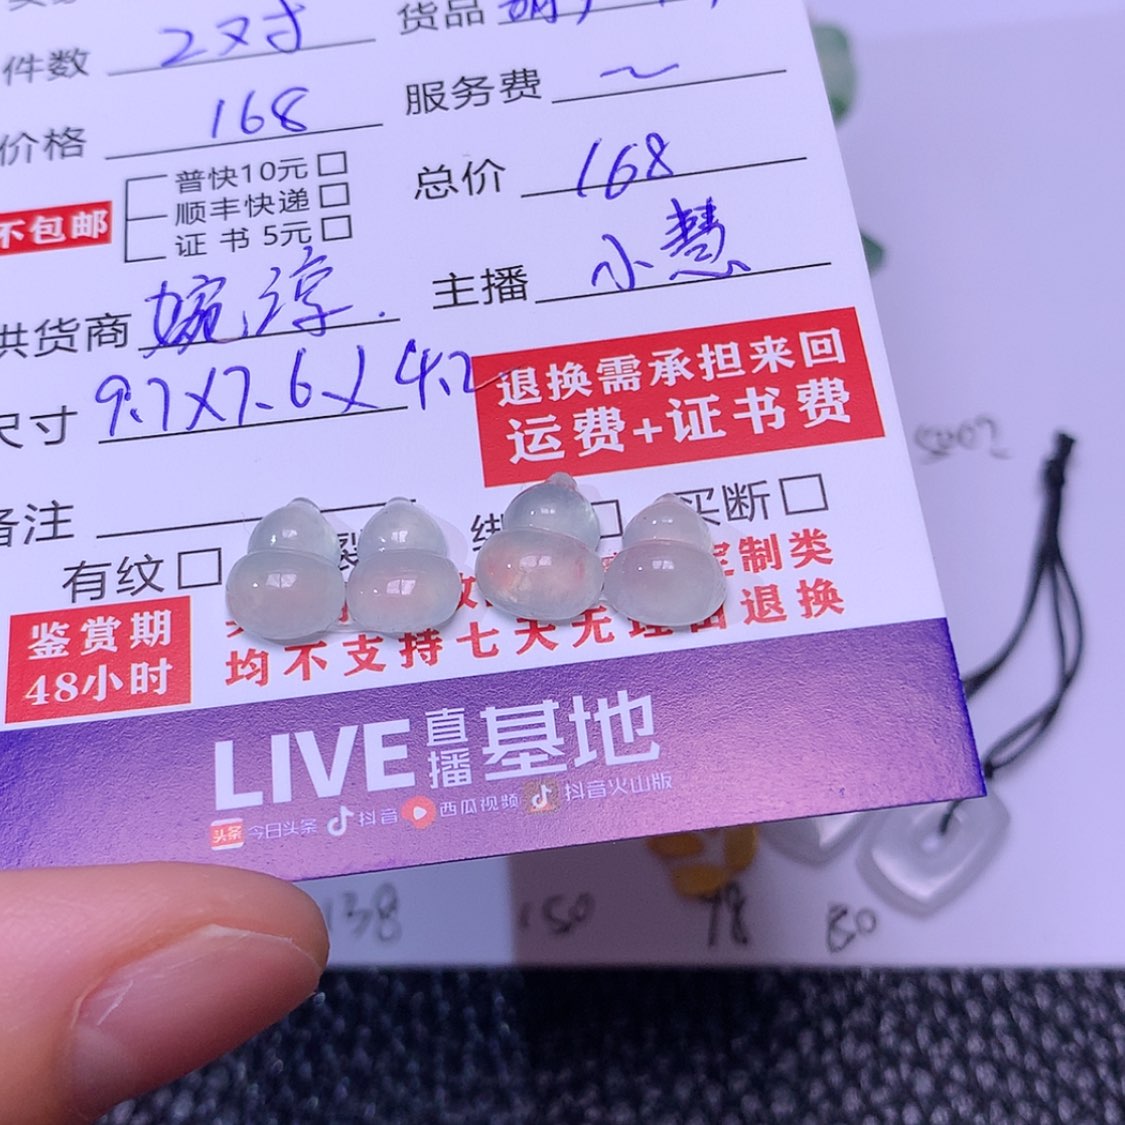 件数 2对 货品
价格 168 服务费 ~
不包邮 普快10元□ 总价 168
顺丰快递□
证书 5元□
供货商 婉淳. 主播 小慧
尺寸 9.7X7.6X4.2
退换需承担来回
运费+证书费
备注
有纹□ 买断□
定制类
鉴赏期
48小时
均不支持七天无理由退换
LIVE 直播基地
头条 今日头条 抖音 西瓜视频 抖音火山版
138 150 78 80